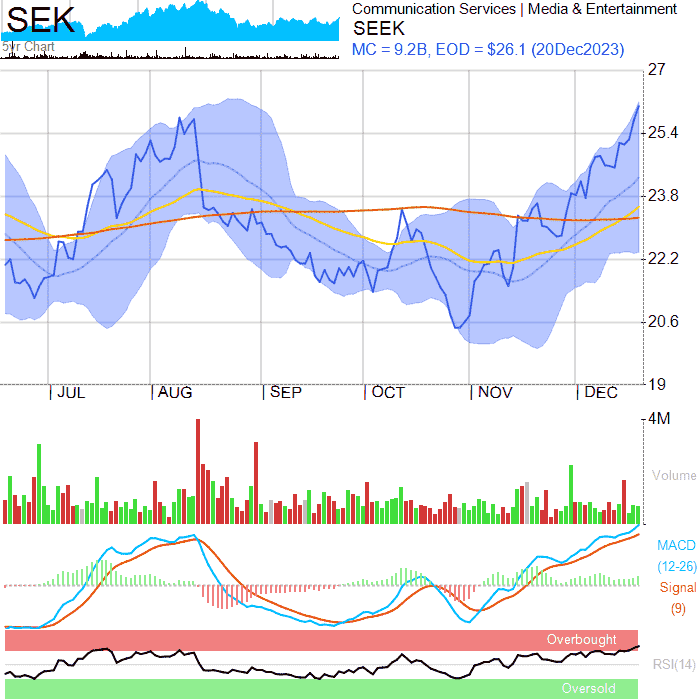 SEK
5yr Chart
Communication Services | Media & Entertainment
SEEK
MC = 9.2B, EOD = $26.1 (20Dec2023)
27
25.4
23.8
22.2
20.6
19
JUL AUG SEP OCT NOV DEC
4M
Volume
MACD
(12-26)
Signal
(9)
Overbought
RSI(14)
Oversold